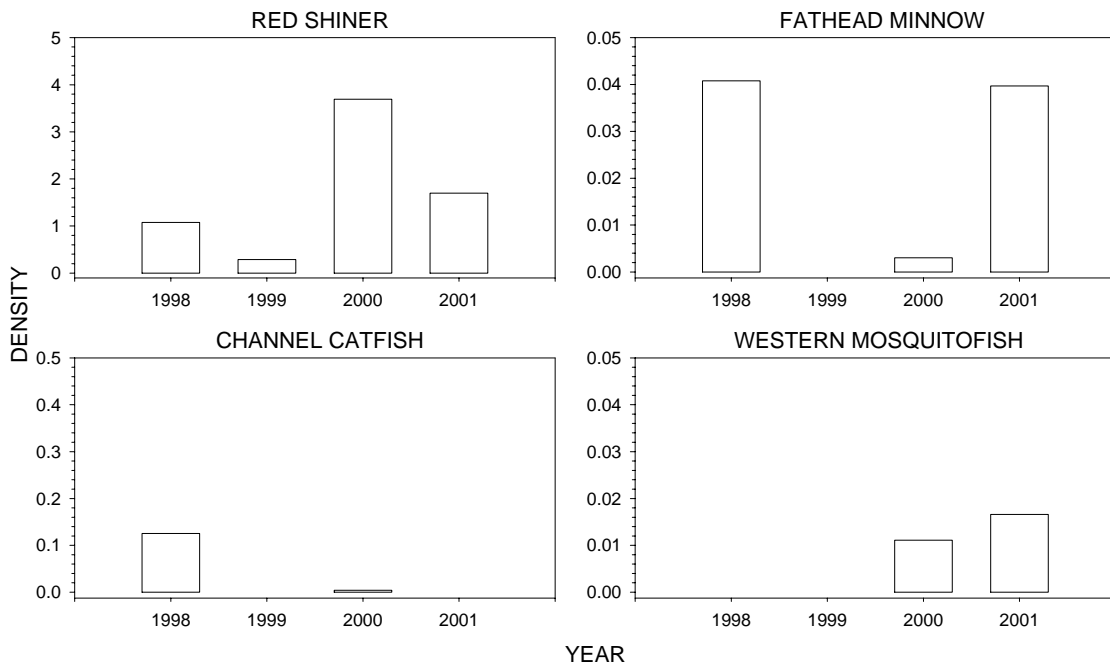 RED SHINER
5
4
3
2
1
0
1998 1999 2000 2001
FATHEAD MINNOW
0.05
0.04
0.03
0.02
0.01
0.00
1998 1999 2000 2001
DENSITY
CHANNEL CATFISH
0.5
0.4
0.3
0.2
0.1
0.0
1998 1999 2000 2001
WESTERN MOSQUITOFISH
0.05
0.04
0.03
0.02
0.01
0.00
1998 1999 2000 2001
YEAR